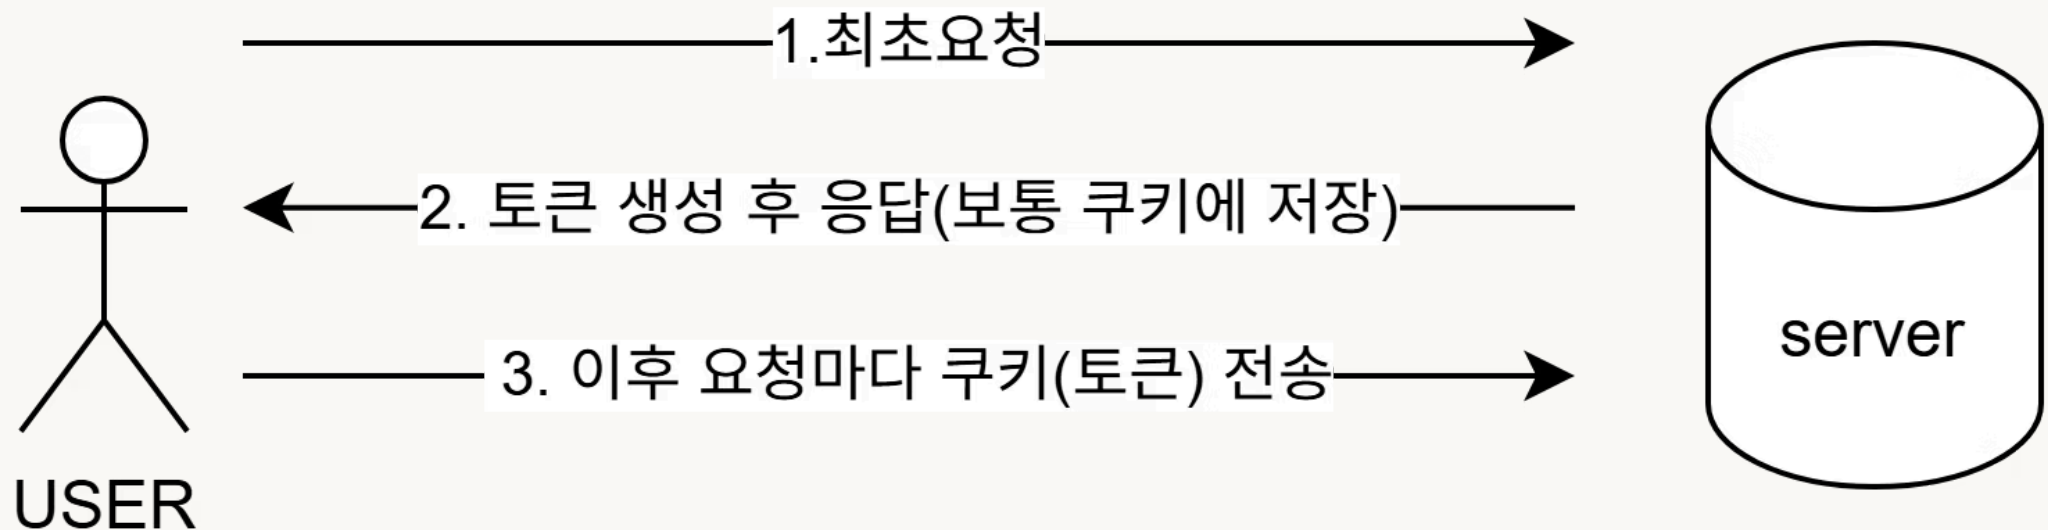 1.최초요청
2. 토큰 생성 후 응답(보통 쿠키에 저장)
server
3. 이후 요청마다 쿠키(토큰) 전송
USER